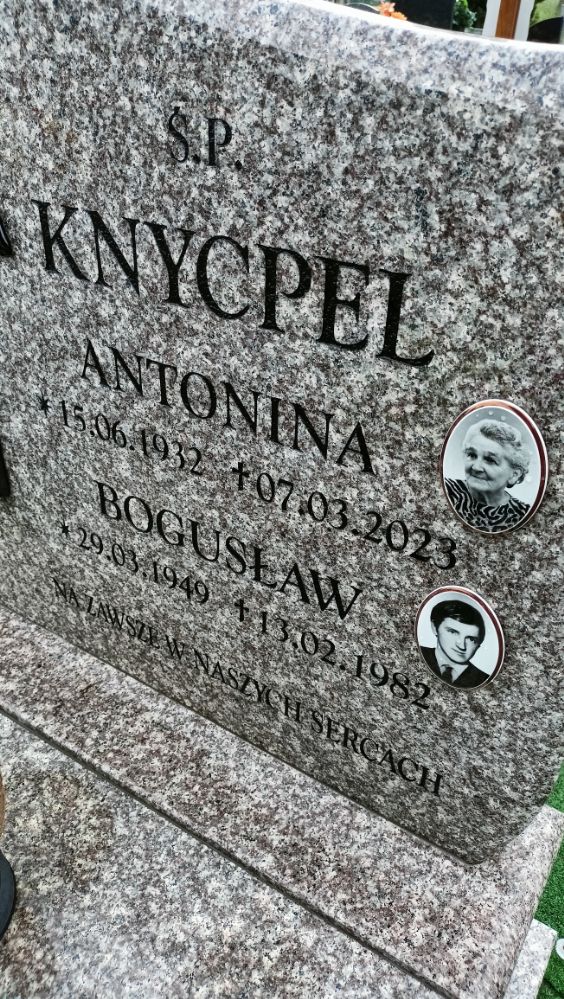 Ś.P.
KNYCPEL
ANTONINA
* 15.06.1932 ✝ 07.03.2023
BOGUSŁAW
* 29.03.1949 ✝ 13.02.1982
NA ZAWSZE W NASZYCH SERCACH